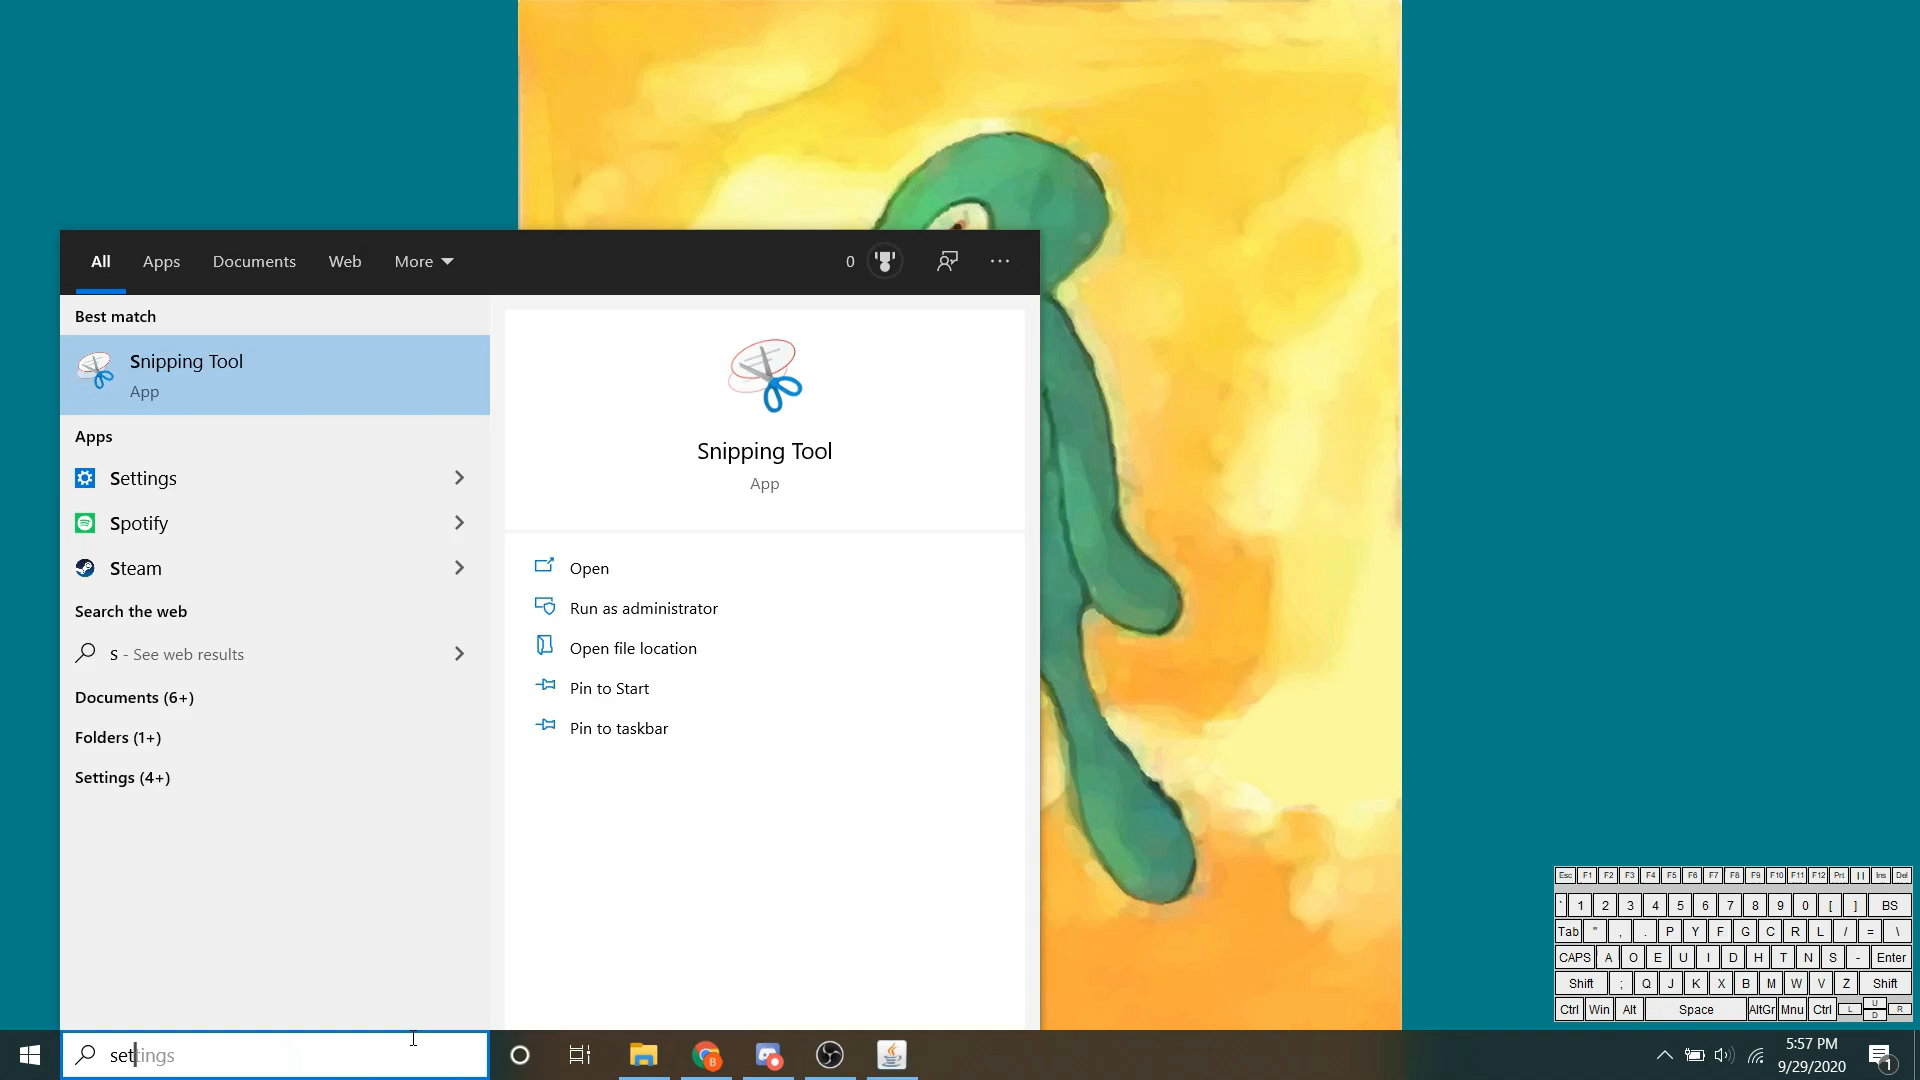 All Apps Documents Web More 0 ...
Best match
Snipping Tool
App
Apps
Settings
Spotify
Steam
Search the web
s - See web results
Documents (6+)
Folders (1+)
Settings (4+)
Snipping Tool
App
Open
Run as administrator
Open file location
Pin to Start
Pin to taskbar
Esc F1 F2 F3 F4 F5 F6 F7 F8 F9 F10 F11 F12 Prt || Ins Del
` 1 2 3 4 5 6 7 8 9 0 [ ] BS
Tab " , . P Y F G C R L / = \
CAPS A O E U I D H T N S - Enter
Shift ; Q J K X B M W V Z Shift
Ctrl Win Alt Space AltGr Mnu Ctrl L U D R
settings
B
5:57 PM
9/29/2020
1